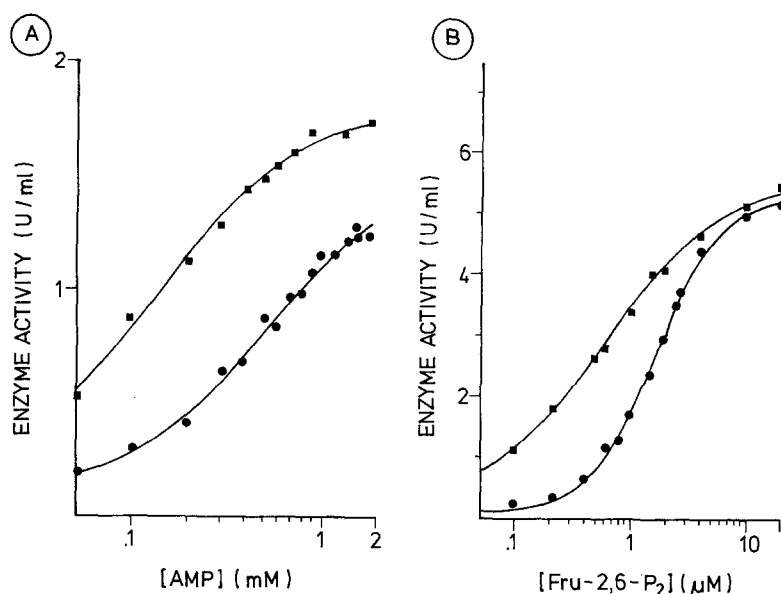 A
ENZYME ACTIVITY (U/ml)
2
1
.1
1
2
[AMP] (mM)
B
ENZYME ACTIVITY (U/ml)
6
4
2
.1
1
10
[Fru-2,6-P₂] (μM)